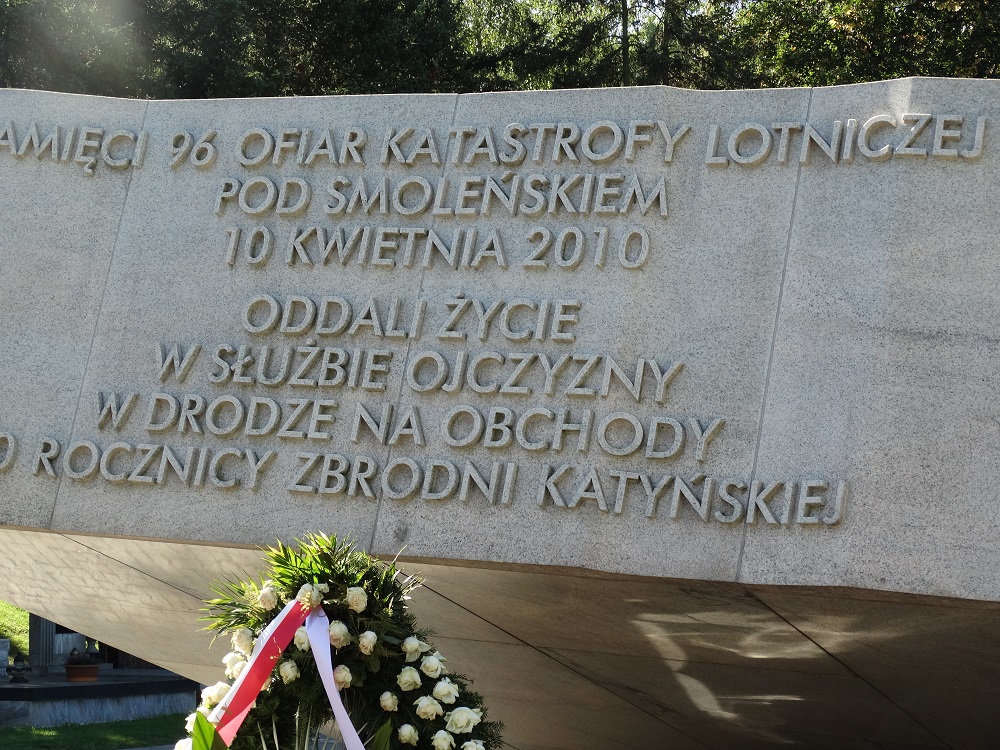 AMIĘCI 96 OFIAR KATASTROFY LOTNICZEJ
POD SMOLEŃSKIEM
10 KWIETNIA 2010
ODDALI ŻYCIE
W SŁUŻBIE OJCZYZNY
W DRODZE NA OBCHODY
0 ROCZNICY ZBRODNI KATYŃSKIEJ